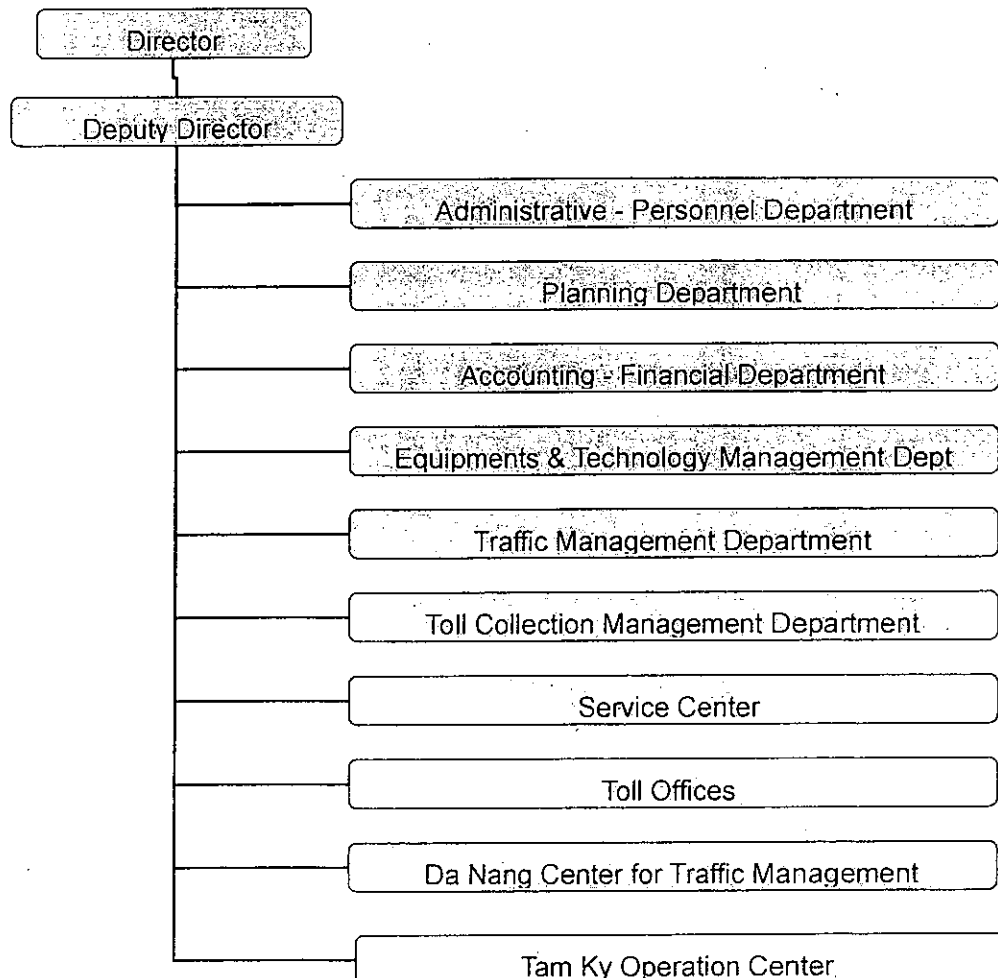 Director
Deputy Director
Administrative - Personnel Department
Planning Department
Accounting - Financial Department
Equipments & Technology Management Dept
Traffic Management Department
Toll Collection Management Department
Service Center
Toll Offices
Da Nang Center for Traffic Management
Tam Ky Operation Center